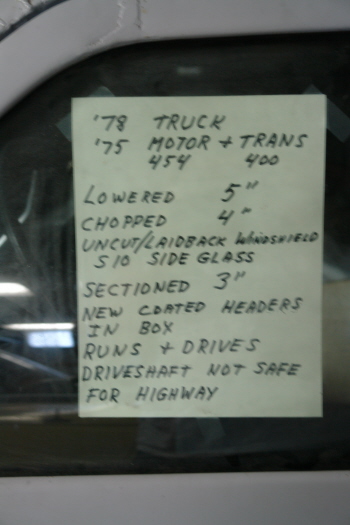 '78 TRUCK
'75 MOTOR + TRANS
454 400
LOWERED 5"
CHOPPED 4"
UNCUT/LAIDBACK WINDSHIELD
S10 SIDE GLASS
SECTIONED 3"
NEW COATED HEADERS
IN BOX
RUNS + DRIVES
DRIVESHAFT NOT SAFE
FOR HIGHWAY